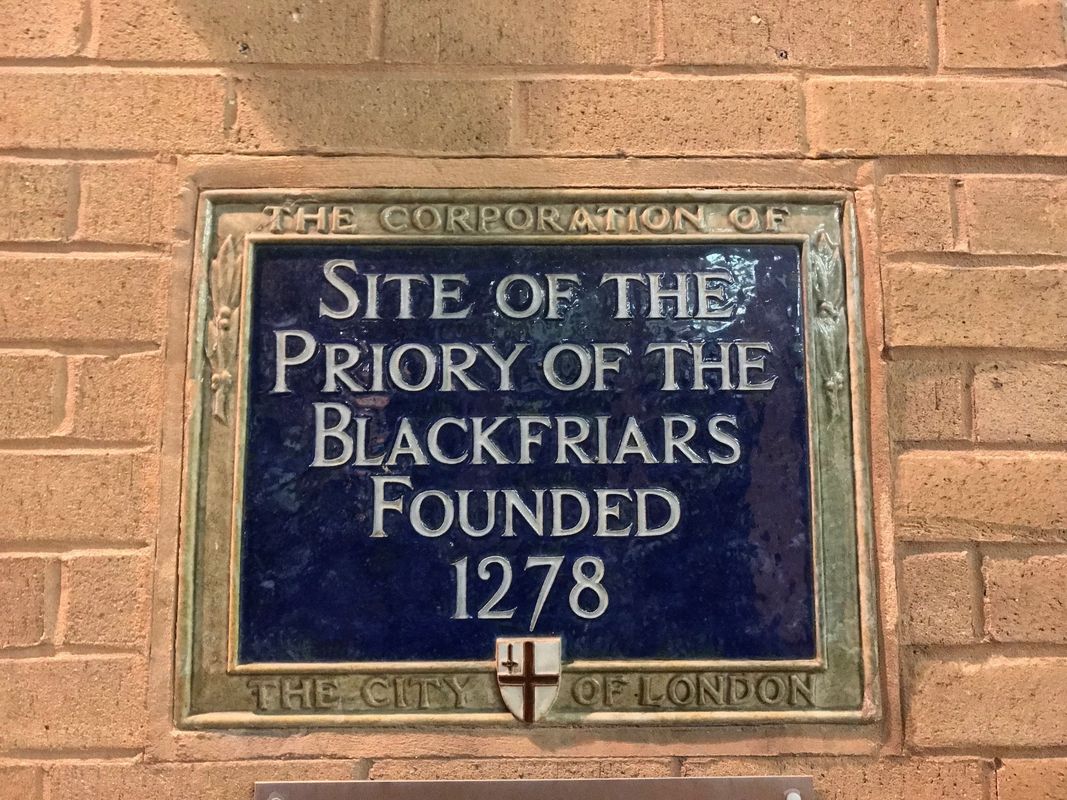 THE CORPORATION OF
SITE OF THE
PRIORY OF THE
BLACKFRIARS
FOUNDED
1278
THE CITY OF LONDON